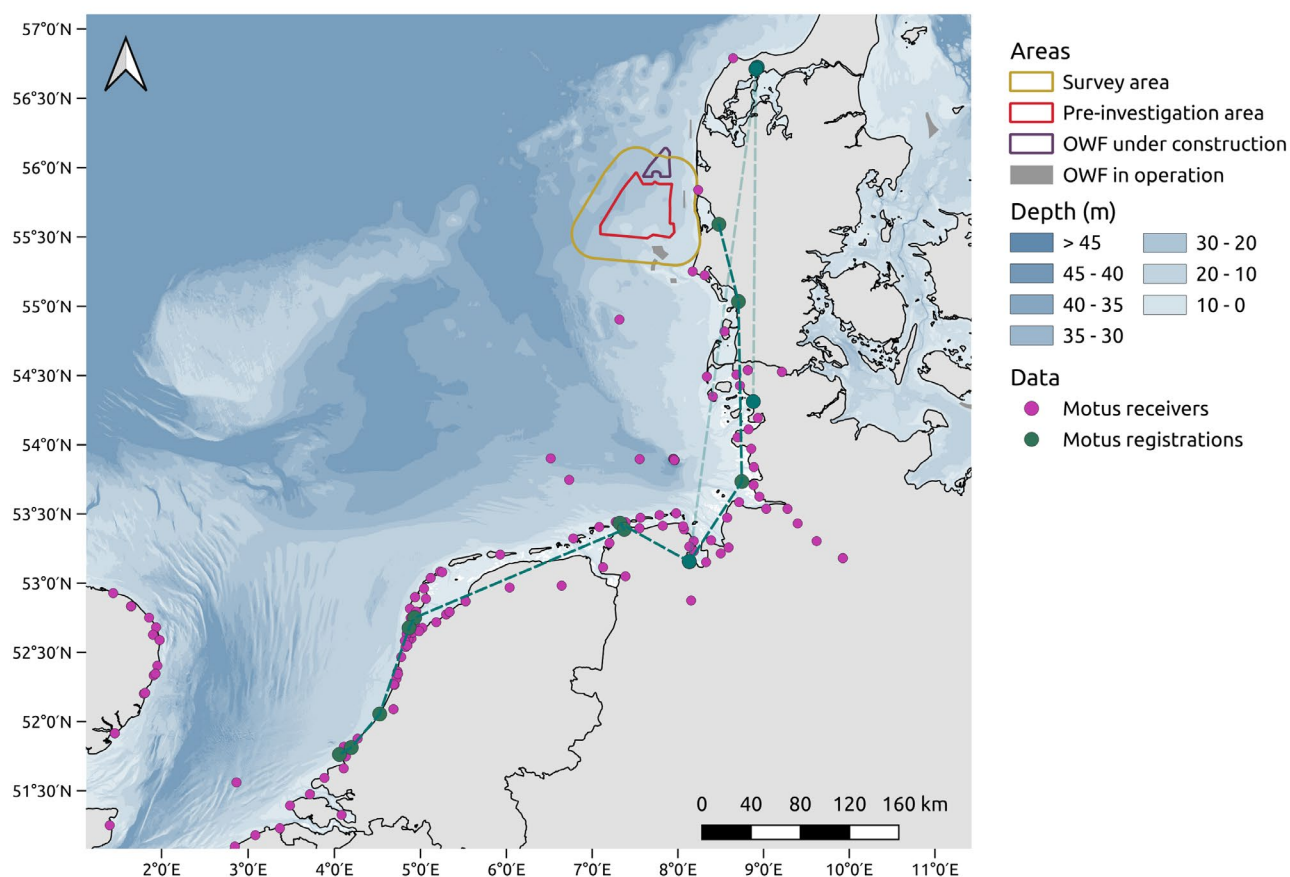 57°0′N
56°30′N
56°0′N
55°30′N
55°0′N
54°30′N
54°0′N
53°30′N
53°0′N
52°30′N
52°0′N
51°30′N
2°0′E 3°0′E 4°0′E 5°0′E 6°0′E 7°0′E 8°0′E 9°0′E 10°0′E 11°0′E
0 40 80 120 160 km
Areas
Survey area
Pre-investigation area
OWF under construction
OWF in operation
Depth (m)
> 45 30 - 20
45 - 40 20 - 10
40 - 35 10 - 0
35 - 30
Data
Motus receivers
Motus registrations